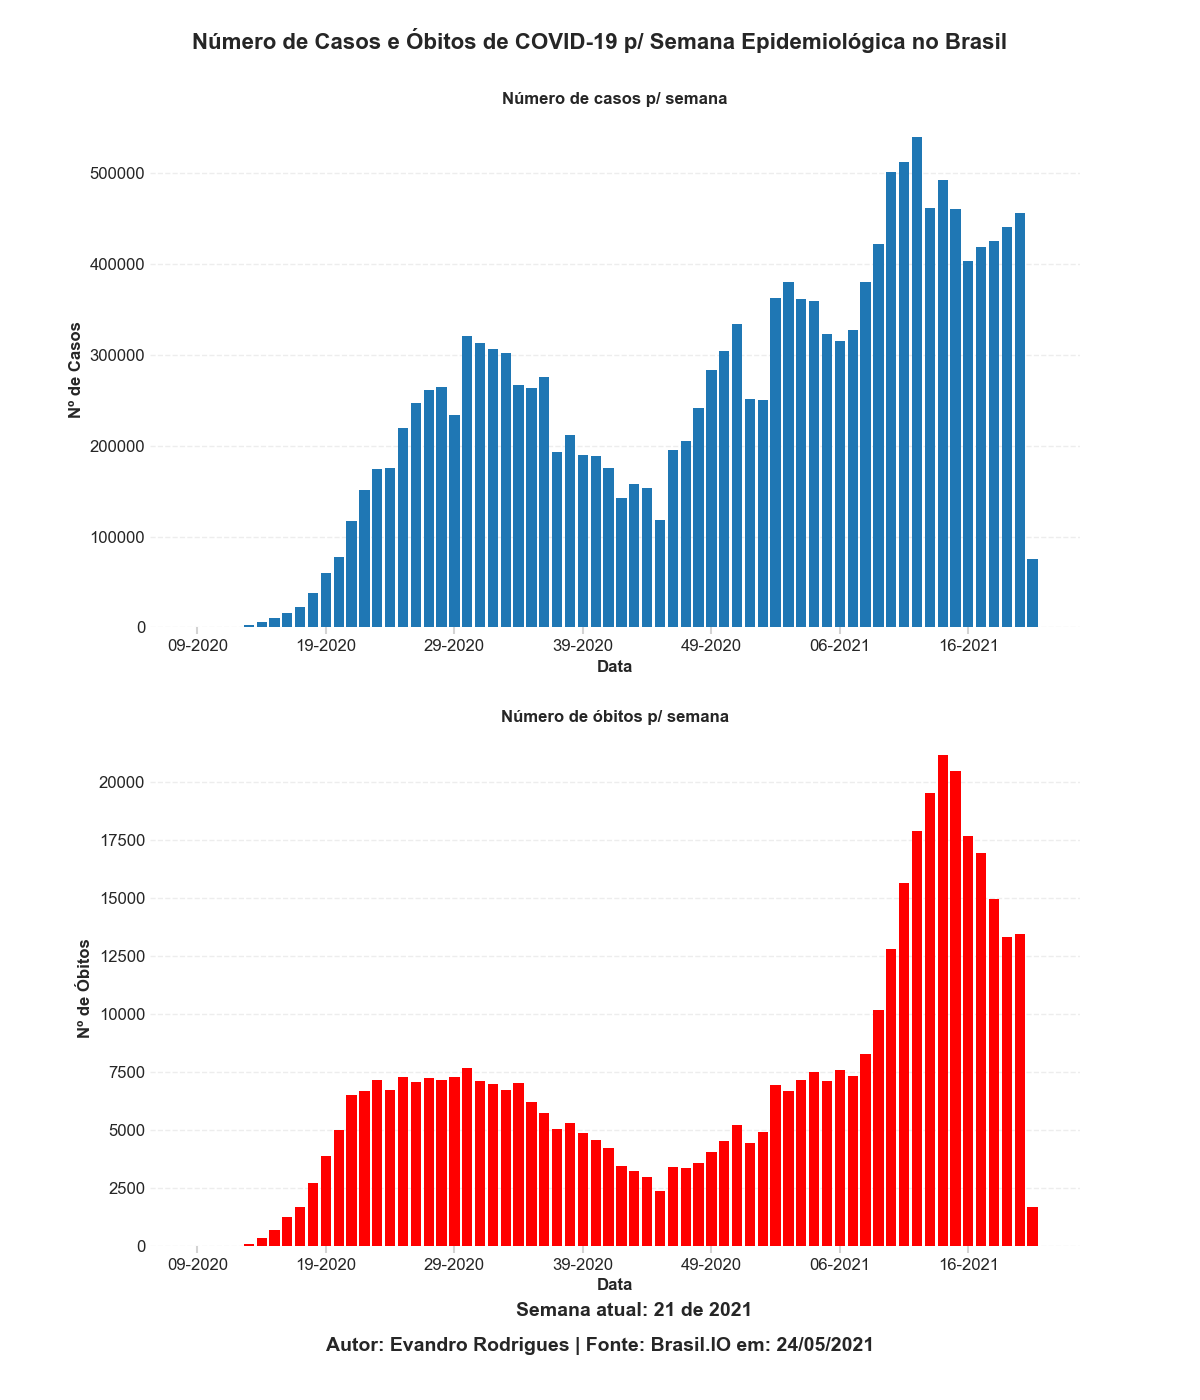 Número de Casos e Óbitos de COVID-19 p/ Semana Epidemiológica no Brasil
Número de casos p/ semana
500000
400000
300000
200000
100000
0
Nº de Casos
09-2020 19-2020 29-2020 39-2020 49-2020 06-2021 16-2021
Data
Número de óbitos p/ semana
20000
17500
15000
12500
10000
7500
5000
2500
0
Nº de Óbitos
09-2020 19-2020 29-2020 39-2020 49-2020 06-2021 16-2021
Data
Semana atual: 21 de 2021
Autor: Evandro Rodrigues | Fonte: Brasil.IO em: 24/05/2021